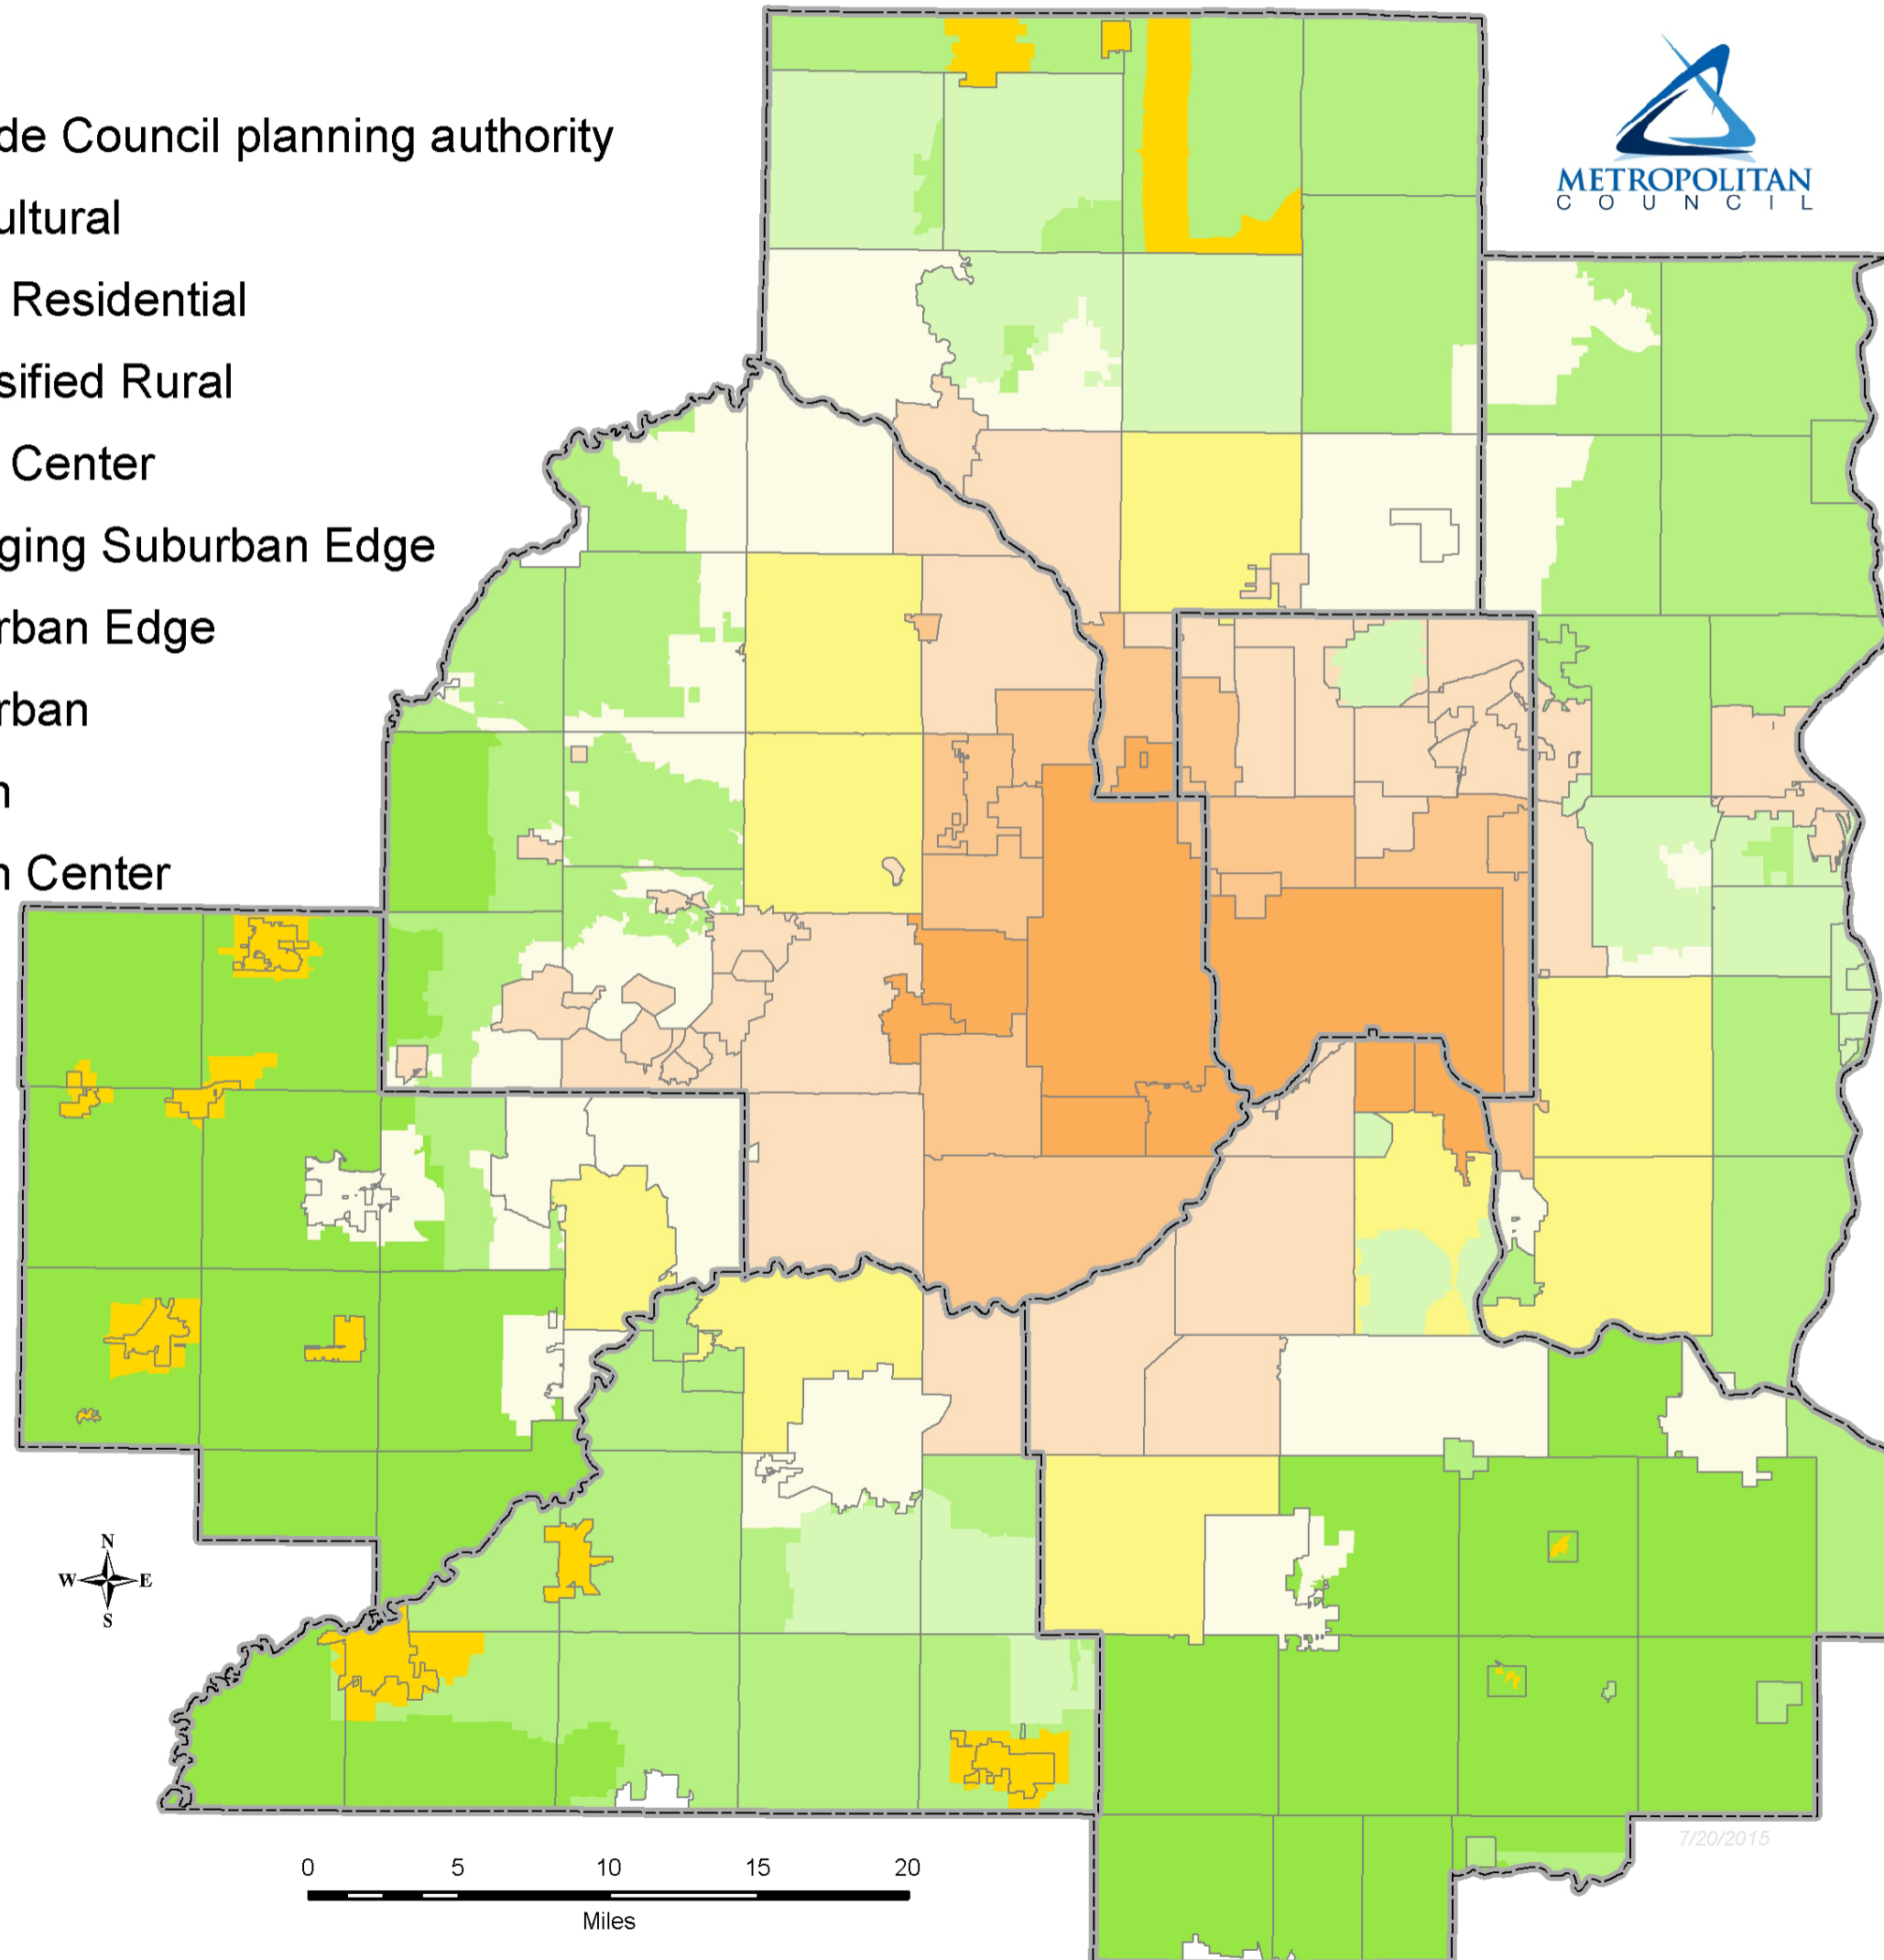 de Council planning authority
ultural
Residential
sified Rural
Center
ging Suburban Edge
rban Edge
rban
n
n Center
METROPOLITAN
COUNCIL
N
W E
S
0 5 10 15 20
Miles
7/20/2015